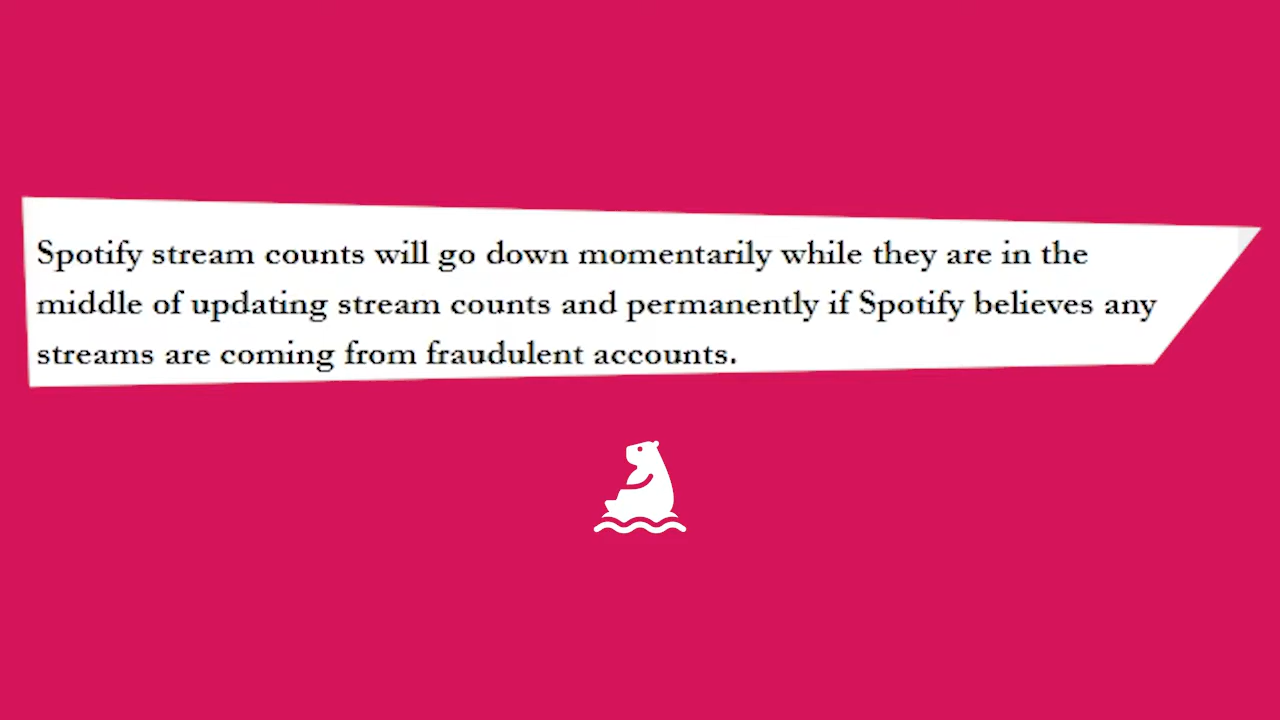 Spotify stream counts will go down momentarily while they are in the
middle of updating stream counts and permanently if Spotify believes any
streams are coming from fraudulent accounts.